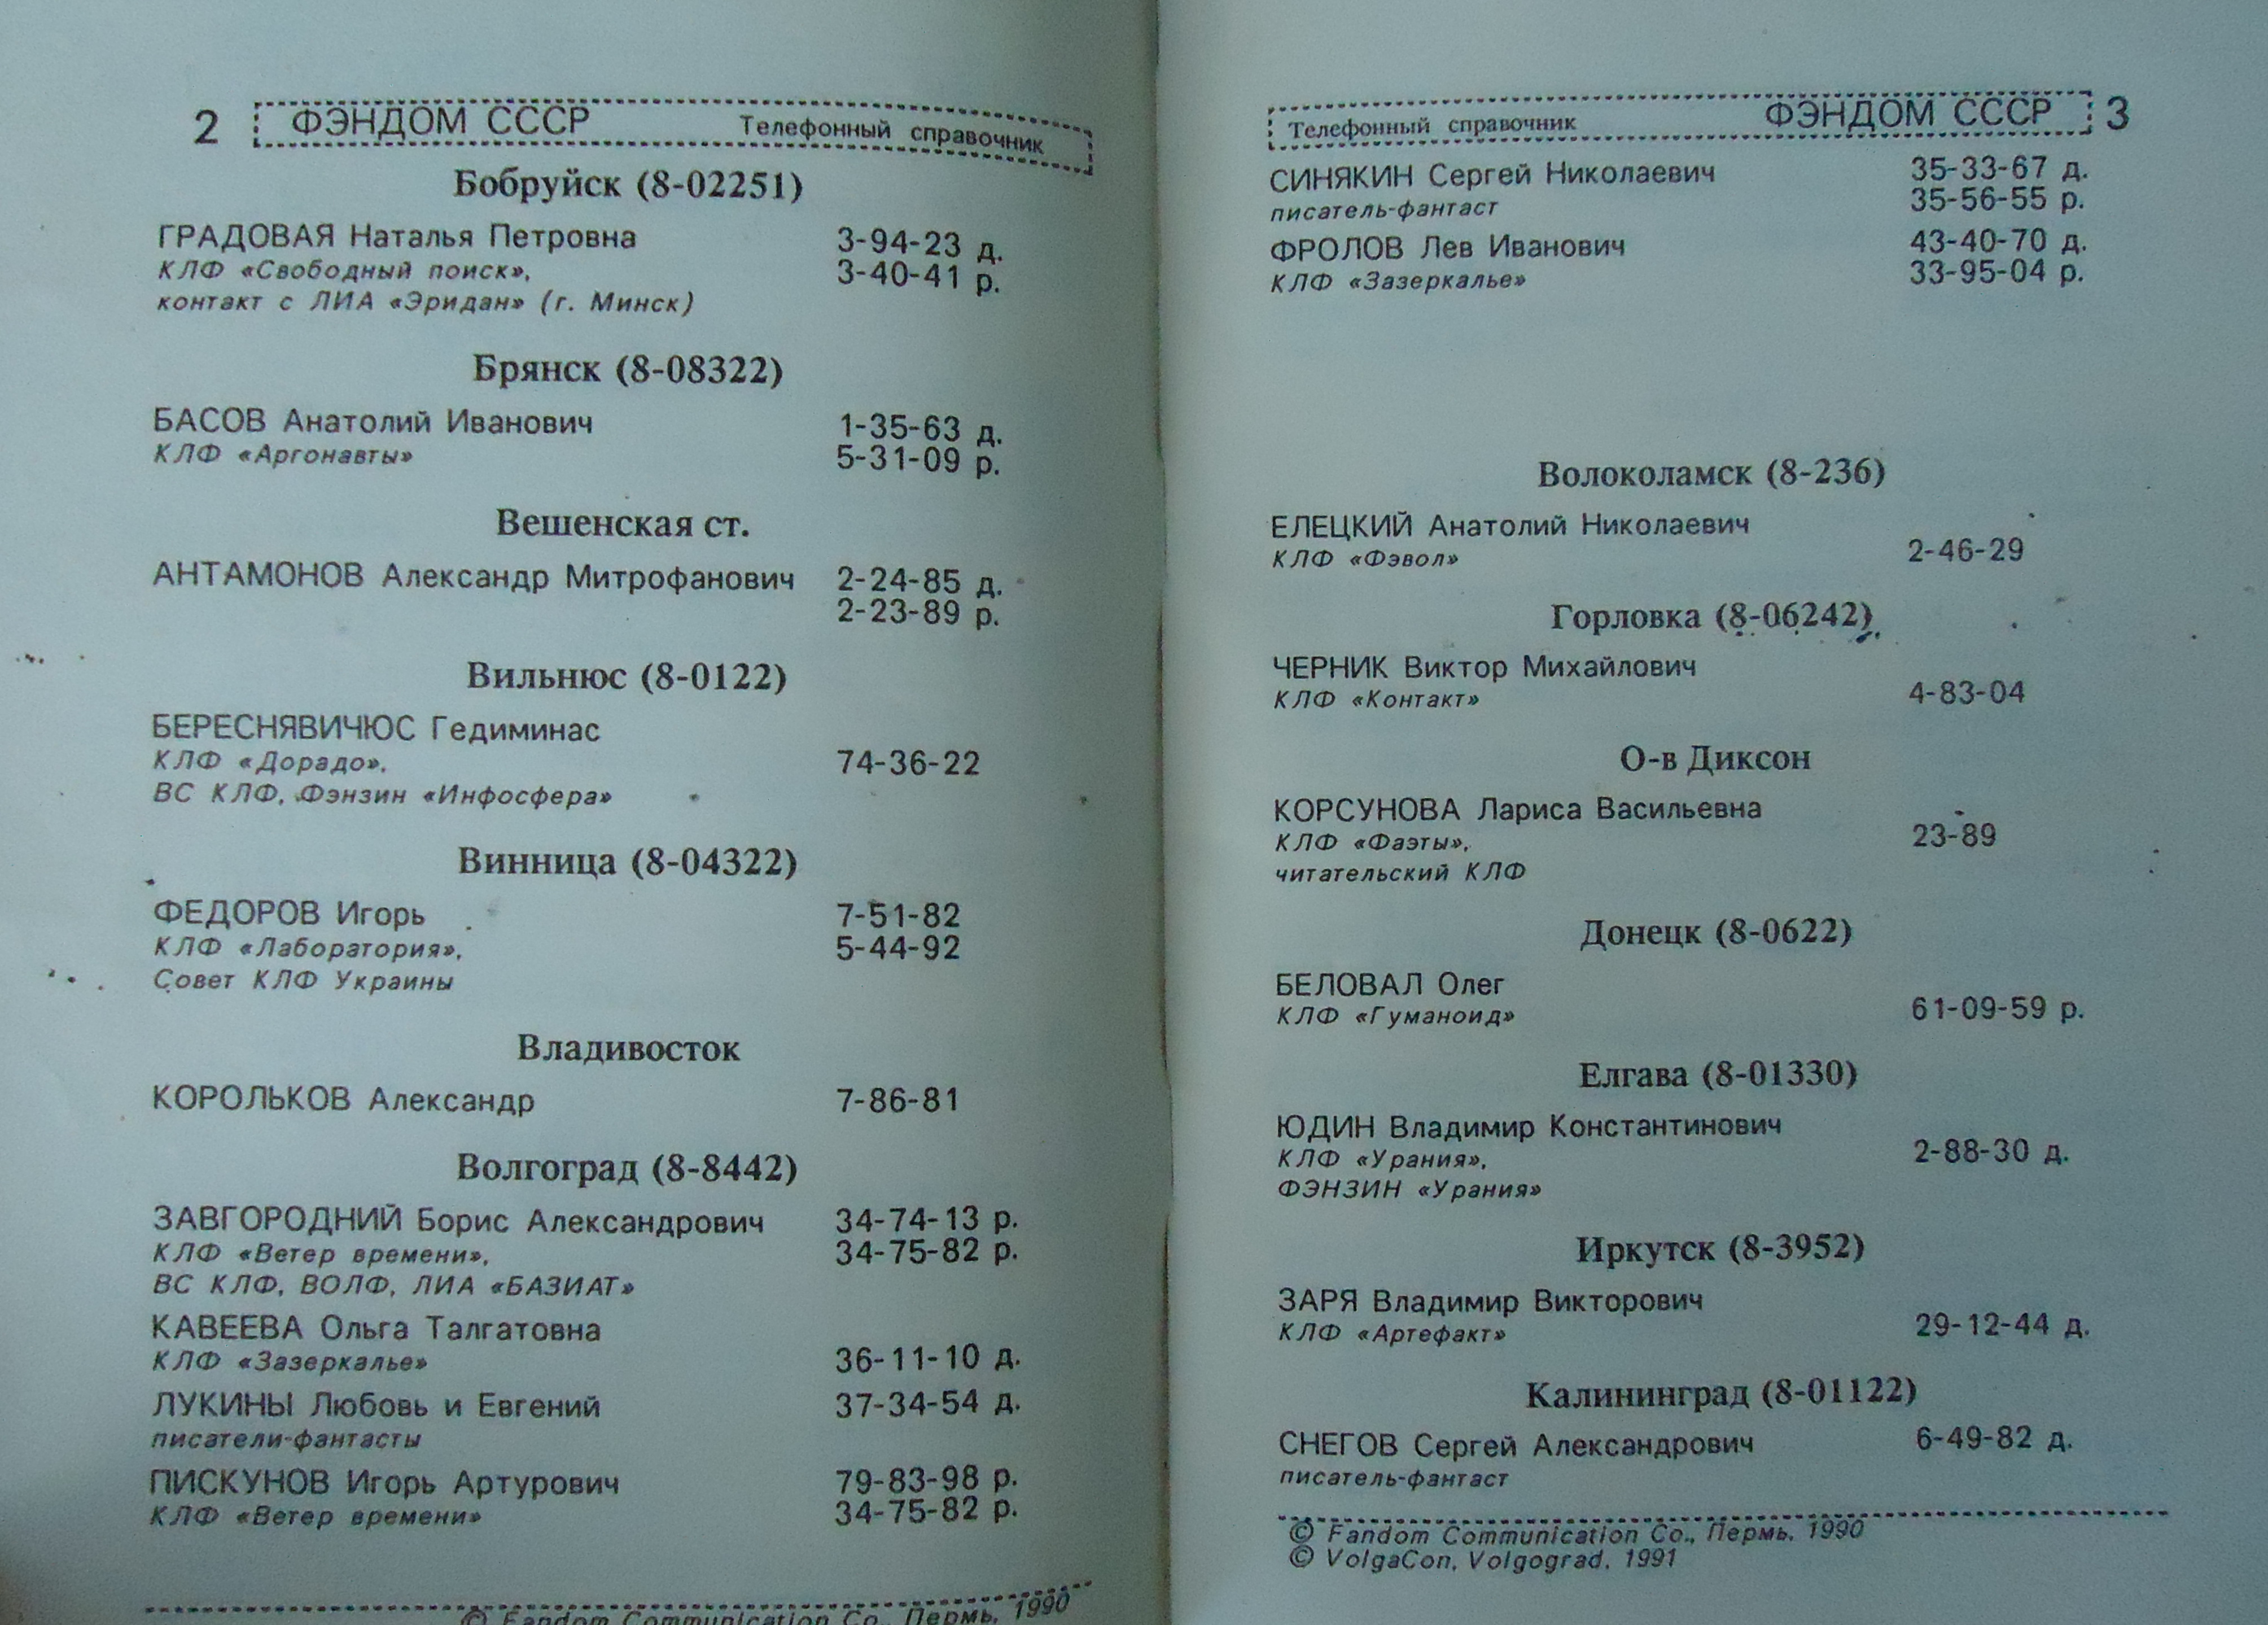 2 ФЭНДОМ СССР Телефонный справочник
Бобруйск (8-02251)
ГРАДОВАЯ Наталья Петровна 3-94-23 д.
КЛФ «Свободный поиск», 3-40-41 р.
контакт с ЛИА «Эридан» (г. Минск)
Брянск (8-08322)
БАСОВ Анатолий Иванович 1-35-63 д.
КЛФ «Аргонавты» 5-31-09 р.
Вешенская ст.
АНТАМОНОВ Александр Митрофанович 2-24-85 д.
2-23-89 р.
Вильнюс (8-0122)
БЕРЕСНЯВИЧЮС Гедиминас
КЛФ «Дорадо», 74-36-22
ВС КЛФ, Фэнзин «Инфосфера»
Винница (8-04322)
ФЕДОРОВ Игорь 7-51-82
КЛФ «Лаборатория», 5-44-92
Совет КЛФ Украины
Владивосток
КОРОЛЬКОВ Александр 7-86-81
Волгоград (8-8442)
ЗАВГОРОДНИЙ Борис Александрович 34-74-13 р.
КЛФ «Ветер времени», 34-75-82 р.
ВС КЛФ, ВОЛФ, ЛИА «БАЗИАТ»
КАВЕЕВА Ольга Талгатовна
КЛФ «Зазеркалье» 36-11-10 д.
ЛУКИНЫ Любовь и Евгений 37-34-54 д.
писатели-фантасты
ПИСКУНОВ Игорь Артурович 79-83-98 р.
КЛФ «Ветер времени» 34-75-82 р.
© Fandom Communication Co., Пермь, 1990
Телефонный справочник ФЭНДОМ СССР 3
СИНЯКИН Сергей Николаевич 35-33-67 д.
писатель-фантаст 35-56-55 р.
ФРОЛОВ Лев Иванович 43-40-70 д.
КЛФ «Зазеркалье» 33-95-04 р.
Волоколамск (8-236)
ЕЛЕЦКИЙ Анатолий Николаевич
КЛФ «Фэвол» 2-46-29
Горловка (8-06242)
ЧЕРНИК Виктор Михайлович
КЛФ «Контакт» 4-83-04
О-в Диксон
КОРСУНОВА Лариса Васильевна
КЛФ «Фаэты», 23-89
читательский КЛФ
Донецк (8-0622)
БЕЛОВАЛ Олег
КЛФ «Гуманоид» 61-09-59 р.
Елгава (8-01330)
ЮДИН Владимир Константинович
КЛФ «Урания», 2-88-30 д.
ФЭНЗИН «Урания»
Иркутск (8-3952)
ЗАРЯ Владимир Викторович
КЛФ «Артефакт» 29-12-44 д.
Калининград (8-01122)
СНЕГОВ Сергей Александрович 6-49-82 д.
писатель-фантаст
© Fandom Communication Co., Пермь, 1990
© VolgaCon, Volgograd, 1991